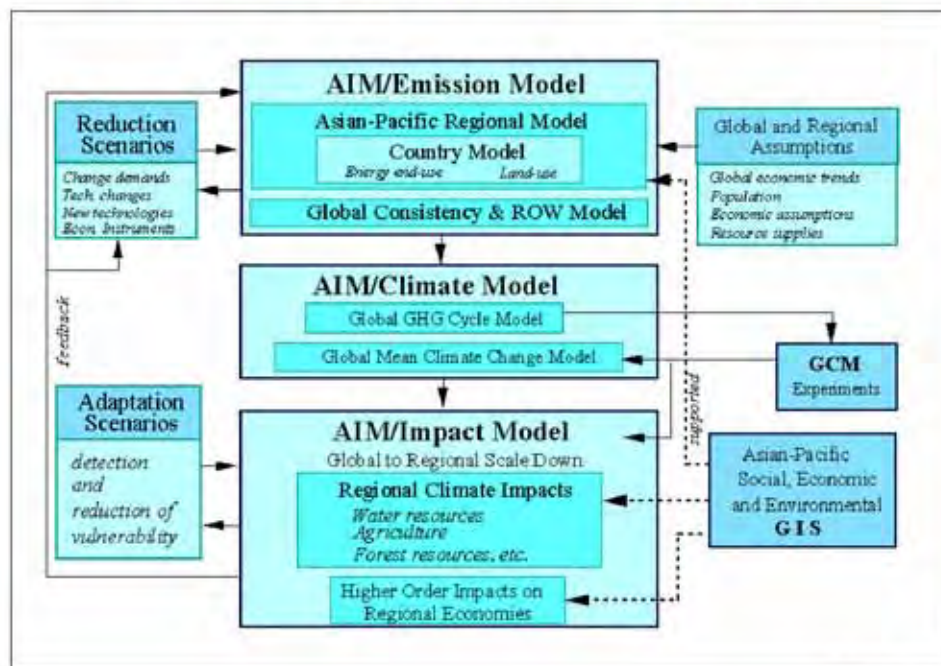 AIM/Emission Model
Asian-Pacific Regional Model
Country Model
Energy end-use Land-use
Global Consistency & ROW Model
Reduction
Scenarios
Change demands
Tech. changes
New technologies
Econ. Instruments
Global and Regional
Assumptions
Global economic trends
Population
Economic assumptions
Resource supplies
AIM/Climate Model
Global GHG Cycle Model
Global Mean Climate Change Model
feedback
supported
GCM
Experiments
Adaptation
Scenarios
detection
and
reduction of
vulnerability
AIM/Impact Model
Global to Regional Scale Down
Regional Climate Impacts
Water resources
Agriculture
Forest resources, etc.
Higher Order Impacts on
Regional Economies
Asian-Pacific
Social, Economic
and Environmental
GIS